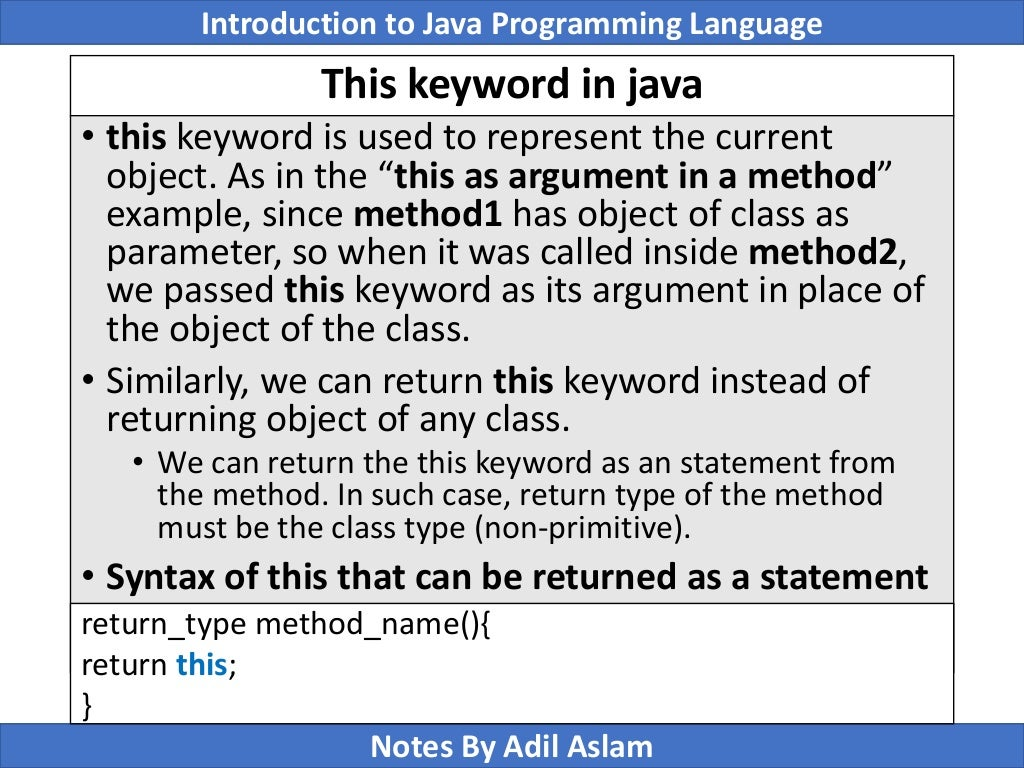 Introduction to Java Programming Language
This keyword in java
• this keyword is used to represent the current
object. As in the “this as argument in a method”
example, since method1 has object of class as
parameter, so when it was called inside method2,
we passed this keyword as its argument in place of
the object of the class.
• Similarly, we can return this keyword instead of
returning object of any class.
• We can return the this keyword as an statement from
the method. In such case, return type of the method
must be the class type (non-primitive).
• Syntax of this that can be returned as a statement
return_type method_name(){
return this;
}
Notes By Adil Aslam